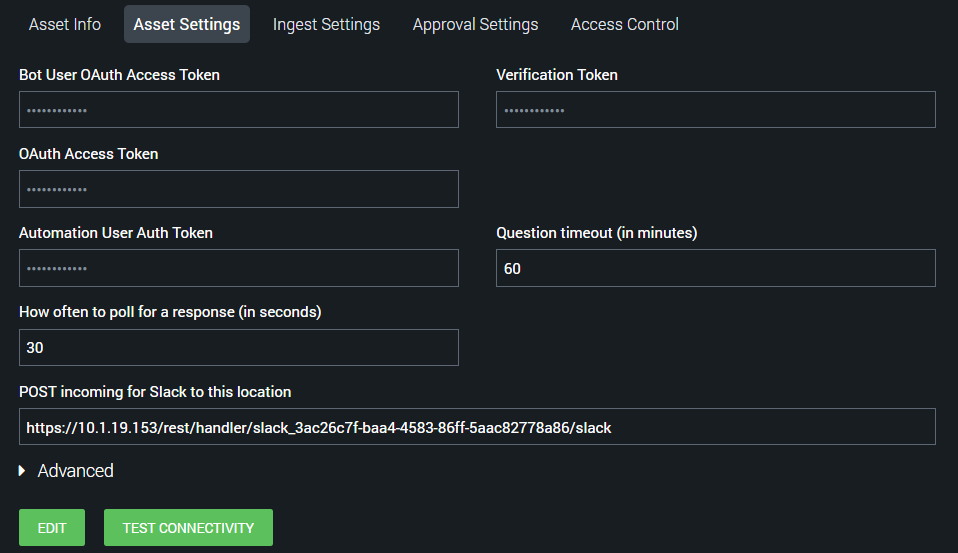 Asset Info Asset Settings Ingest Settings Approval Settings Access Control
Bot User OAuth Access Token
••••••••••••
Verification Token
••••••••••••
OAuth Access Token
••••••••••••
Automation User Auth Token
••••••••••••
Question timeout (in minutes)
60
How often to poll for a response (in seconds)
30
POST incoming for Slack to this location
https://10.1.19.153/rest/handler/slack_3ac26c7f-baa4-4583-86ff-5aac82778a86/slack
Advanced
EDIT TEST CONNECTIVITY